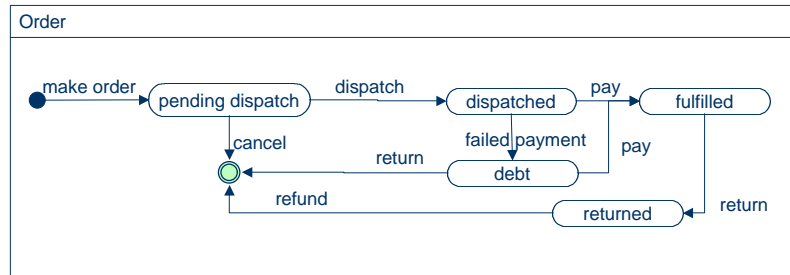 Order
make order
pending dispatch
dispatch
dispatched
pay
fulfilled
cancel
failed payment
return
debt
pay
refund
returned
return